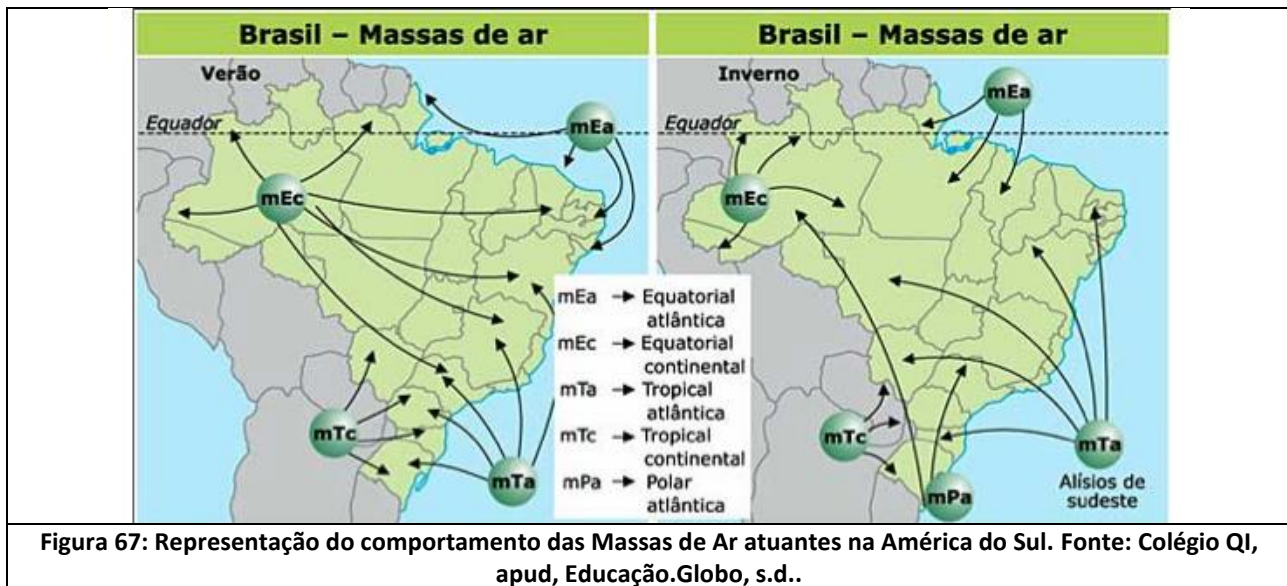 Brasil – Massas de ar
Verão
Equador
mEa
mEc
mTc
mTa
Brasil – Massas de ar
Inverno
mEa
Equador
mEc
mTc
mPa
mTa
Alísios de
sudeste
mEa → Equatorial
atlântica
mEc → Equatorial
continental
mTa → Tropical
atlântica
mTc → Tropical
continental
mPa → Polar
atlântica
Figura 67: Representação do comportamento das Massas de Ar atuantes na América do Sul. Fonte: Colégio QI,
apud, Educação.Globo, s.d..